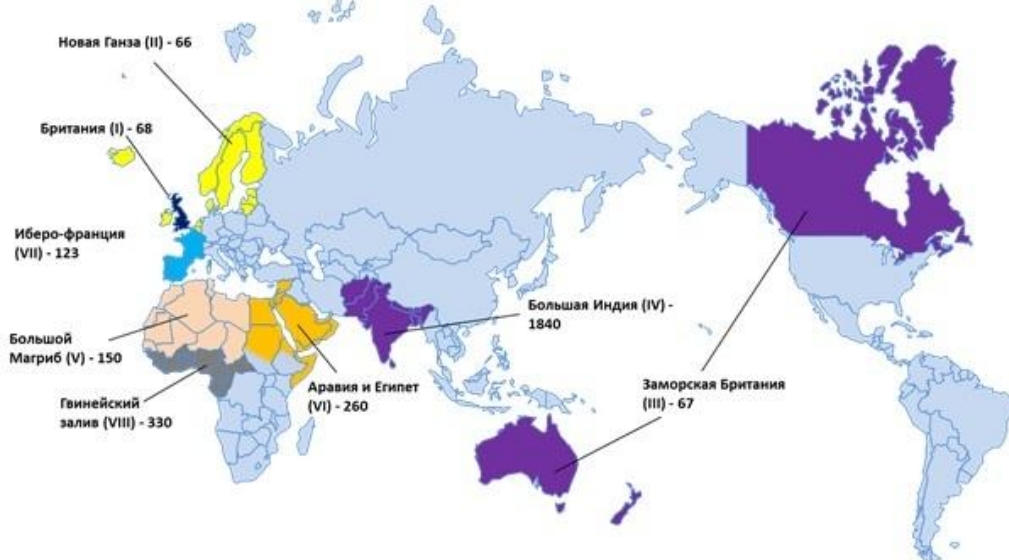 Новая Ганза (II) - 66
Британия (I) - 68
Иберо-франция
(VII) - 123
Большая Индия (IV) -
1840
Большой
Магриб (V) - 150
Аравия и Египет
(VI) - 260
Заморская Британия
(III) - 67
Гвинейский
залив (VIII) - 330